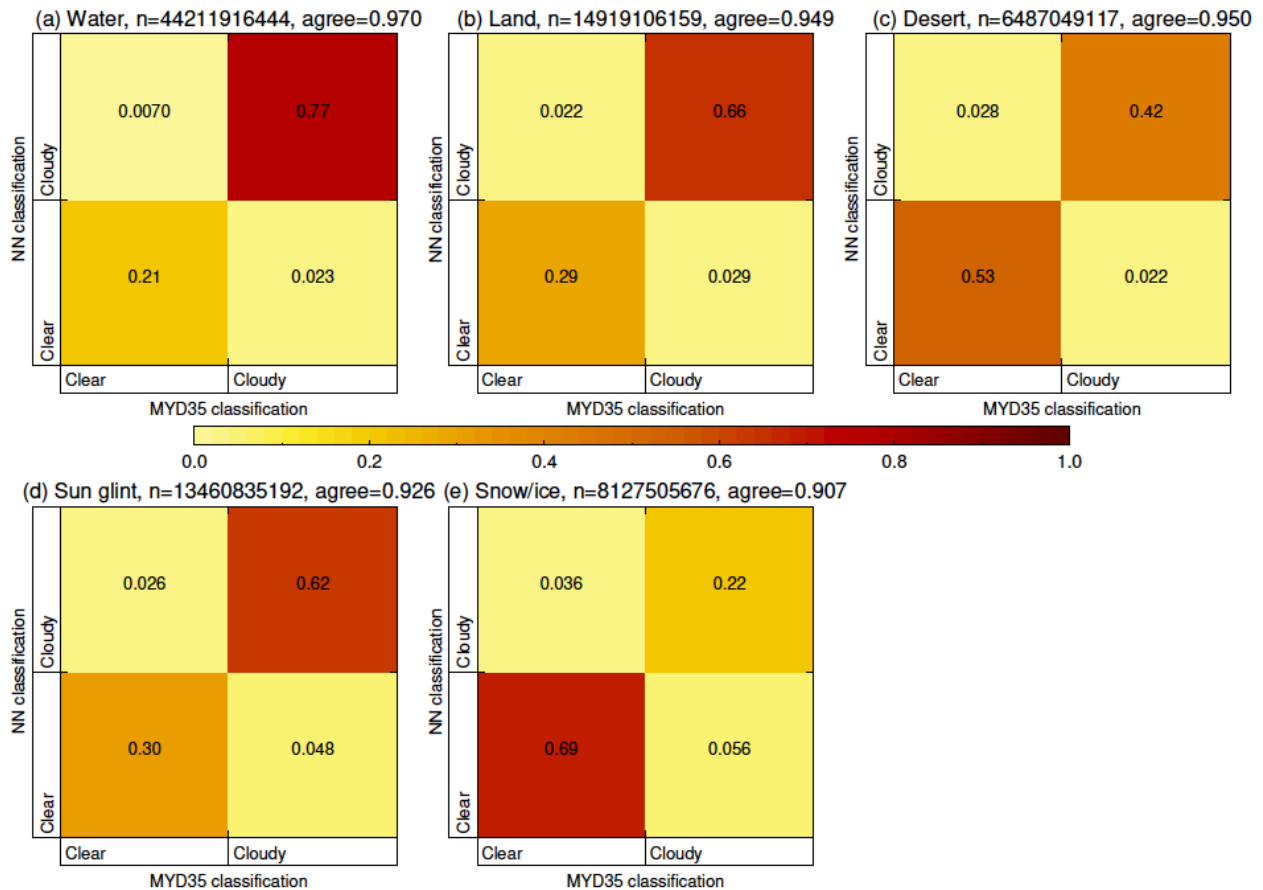 (a) Water, n=44211916444, agree=0.970
(b) Land, n=14919106159, agree=0.949
(c) Desert, n=6487049117, agree=0.950
NN classification
Cloudy
Clear
0.0070
0.77
0.21
0.023
Clear
Cloudy
MYD35 classification
NN classification
Cloudy
Clear
0.022
0.66
0.29
0.029
Clear
Cloudy
MYD35 classification
NN classification
Cloudy
Clear
0.028
0.42
0.53
0.022
Clear
Cloudy
MYD35 classification
0.0
0.2
0.4
0.6
0.8
1.0
(d) Sun glint, n=13460835192, agree=0.926
(e) Snow/ice, n=8127505676, agree=0.907
NN classification
Cloudy
Clear
0.026
0.62
0.30
0.048
Clear
Cloudy
MYD35 classification
NN classification
Cloudy
Clear
0.036
0.22
0.69
0.056
Clear
Cloudy
MYD35 classification